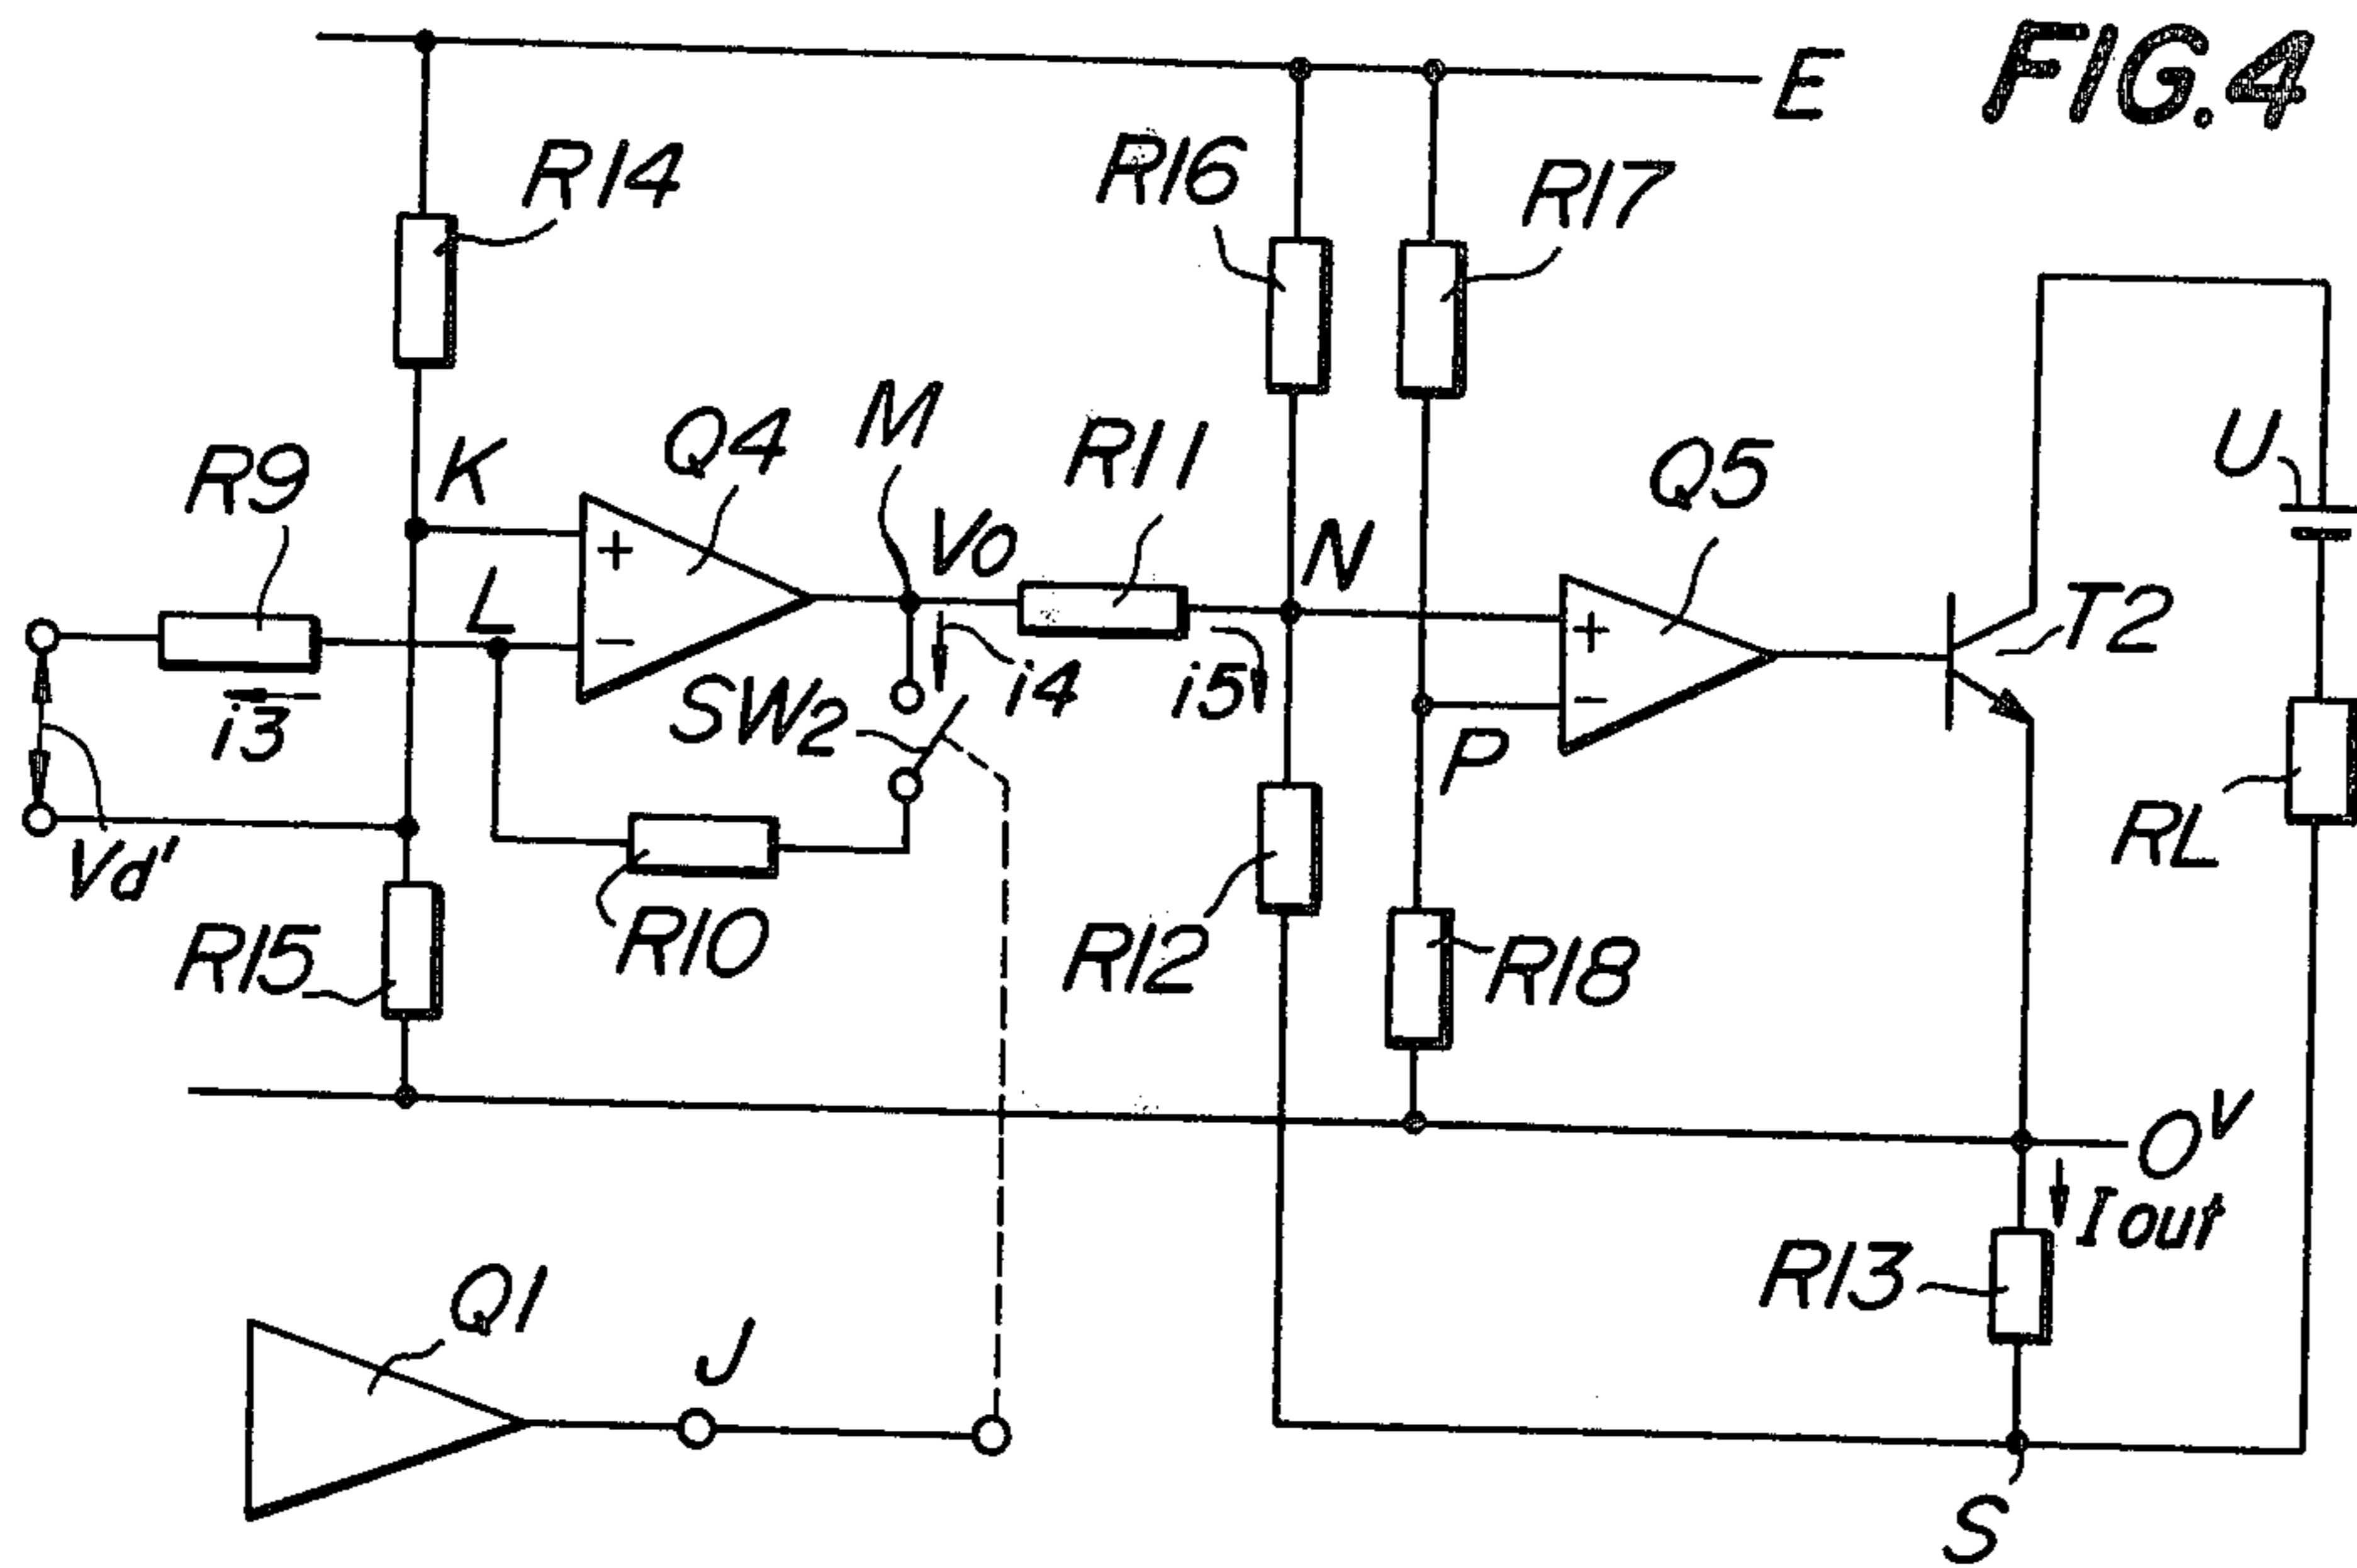 FIG.4
E
R14
R16
R17
R9
K
Q4
M
R11
Q5
U
L
+
Vo
N
+
T2
-
-
i3
SW2
i4
i5
P
Vd'
RL
R15
R10
R12
R18
0V
Iout
R13
Q1
J
S